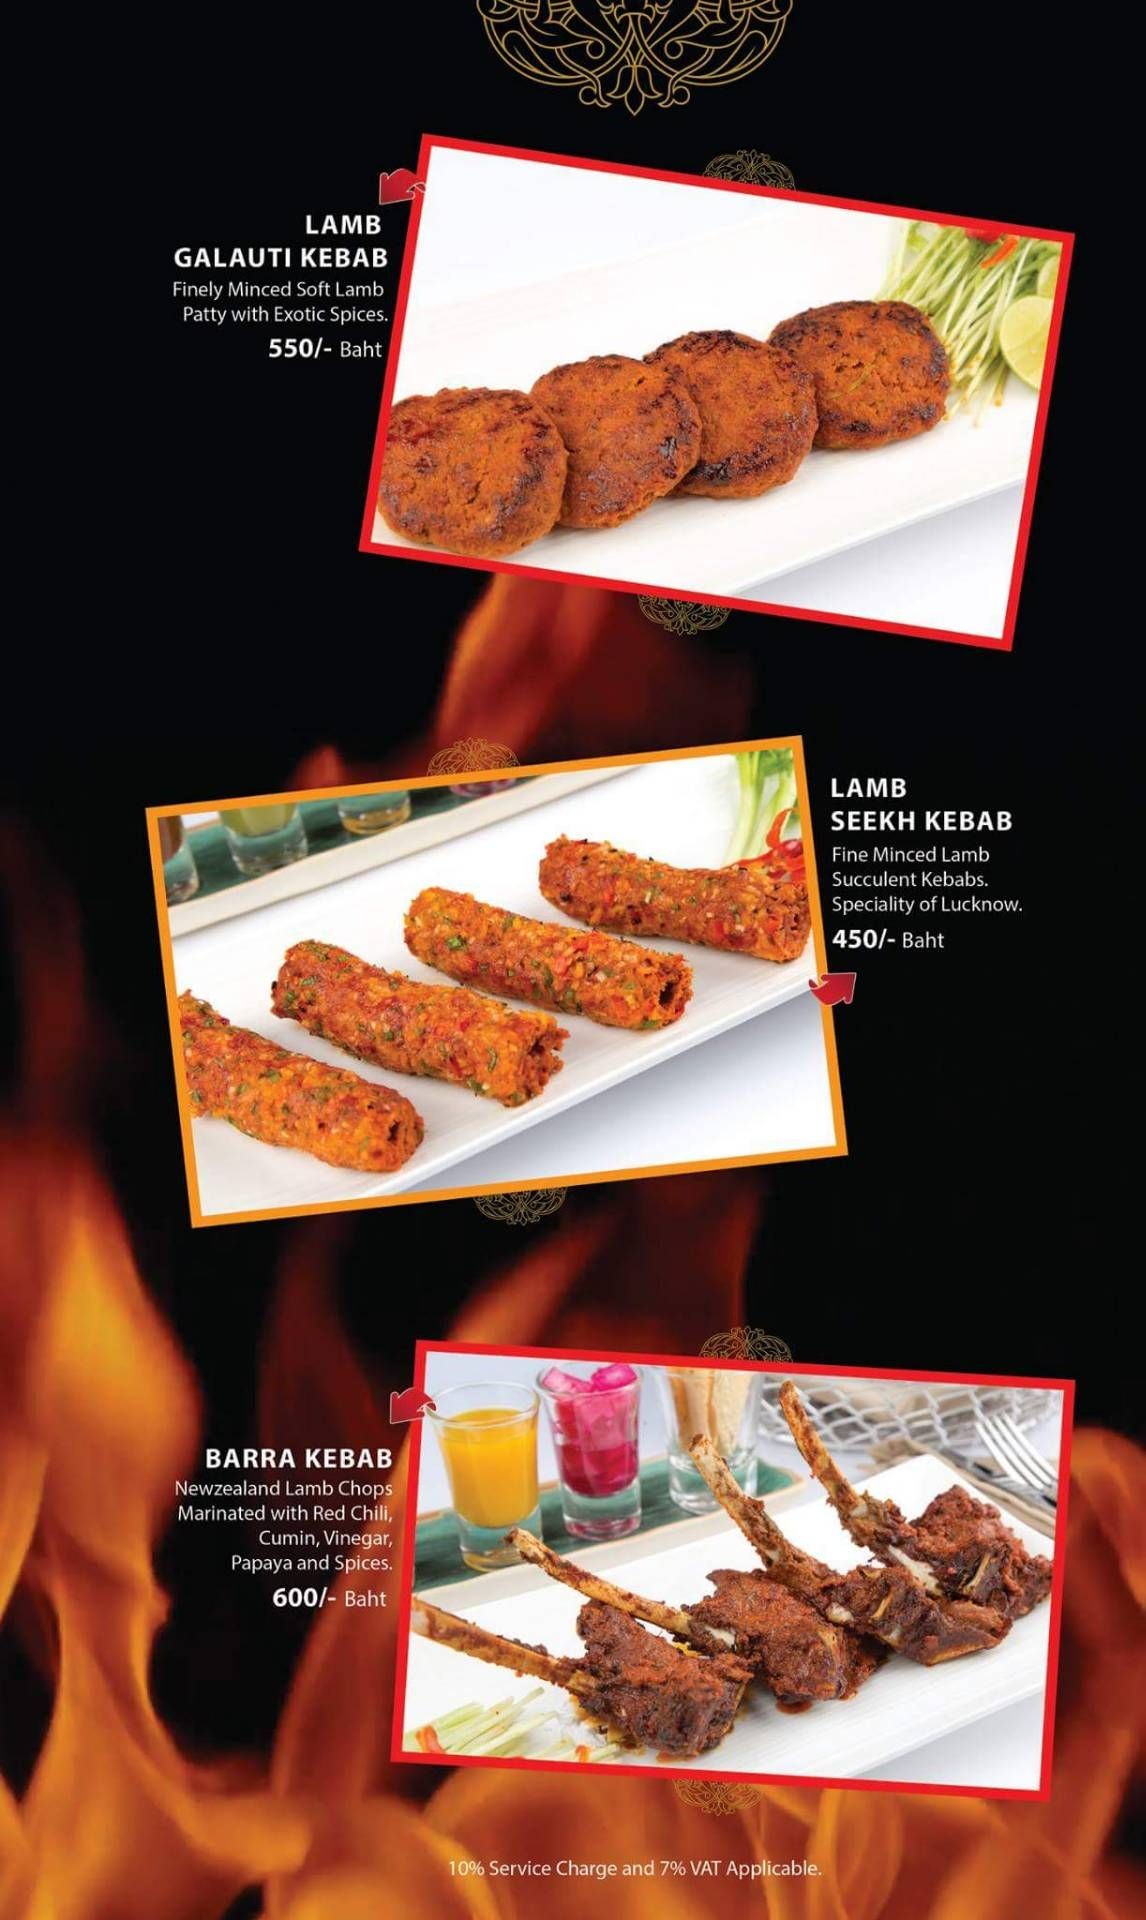 LAMB
GALAUTI KEBAB
Finely Minced Soft Lamb
Patty with Exotic Spices.
550/- Baht
LAMB
SEEKH KEBAB
Fine Minced Lamb
Succulent Kebabs.
Speciality of Lucknow.
450/- Baht
BARRA KEBAB
Newzealand Lamb Chops
Marinated with Red Chili,
Cumin, Vinegar,
Papaya and Spices.
600/- Baht
10% Service Charge and 7% VAT Applicable.